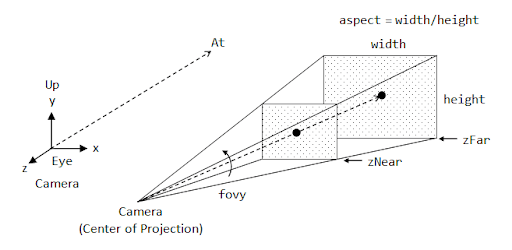 aspect = width/height
width
At
Up
y
height
x
z
Eye
Camera
zFar
zNear
fovy
Camera
(Center of Projection)